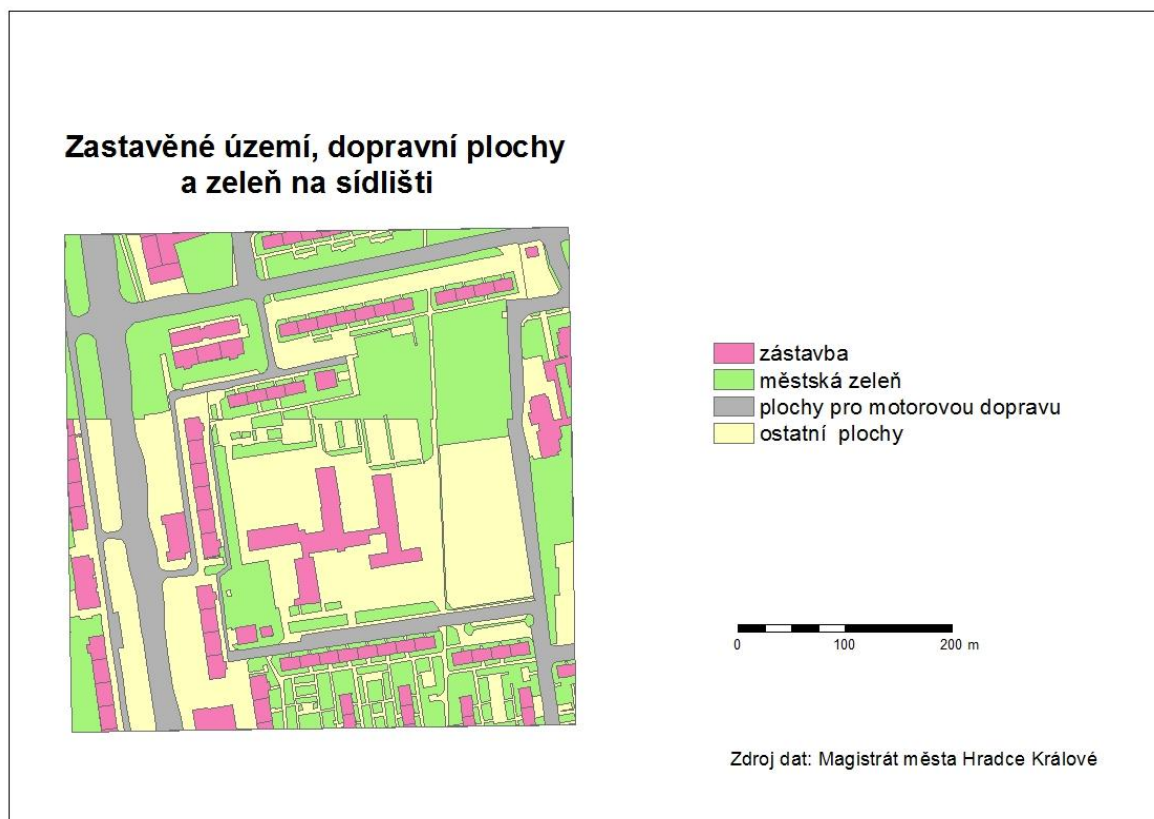 Zastavěné území, dopravní plochy
a zeleň na sídlišti
zástavba
městská zeleň
plochy pro motorovou dopravu
ostatní plochy
0 100 200 m
Zdroj dat: Magistrát města Hradce Králové